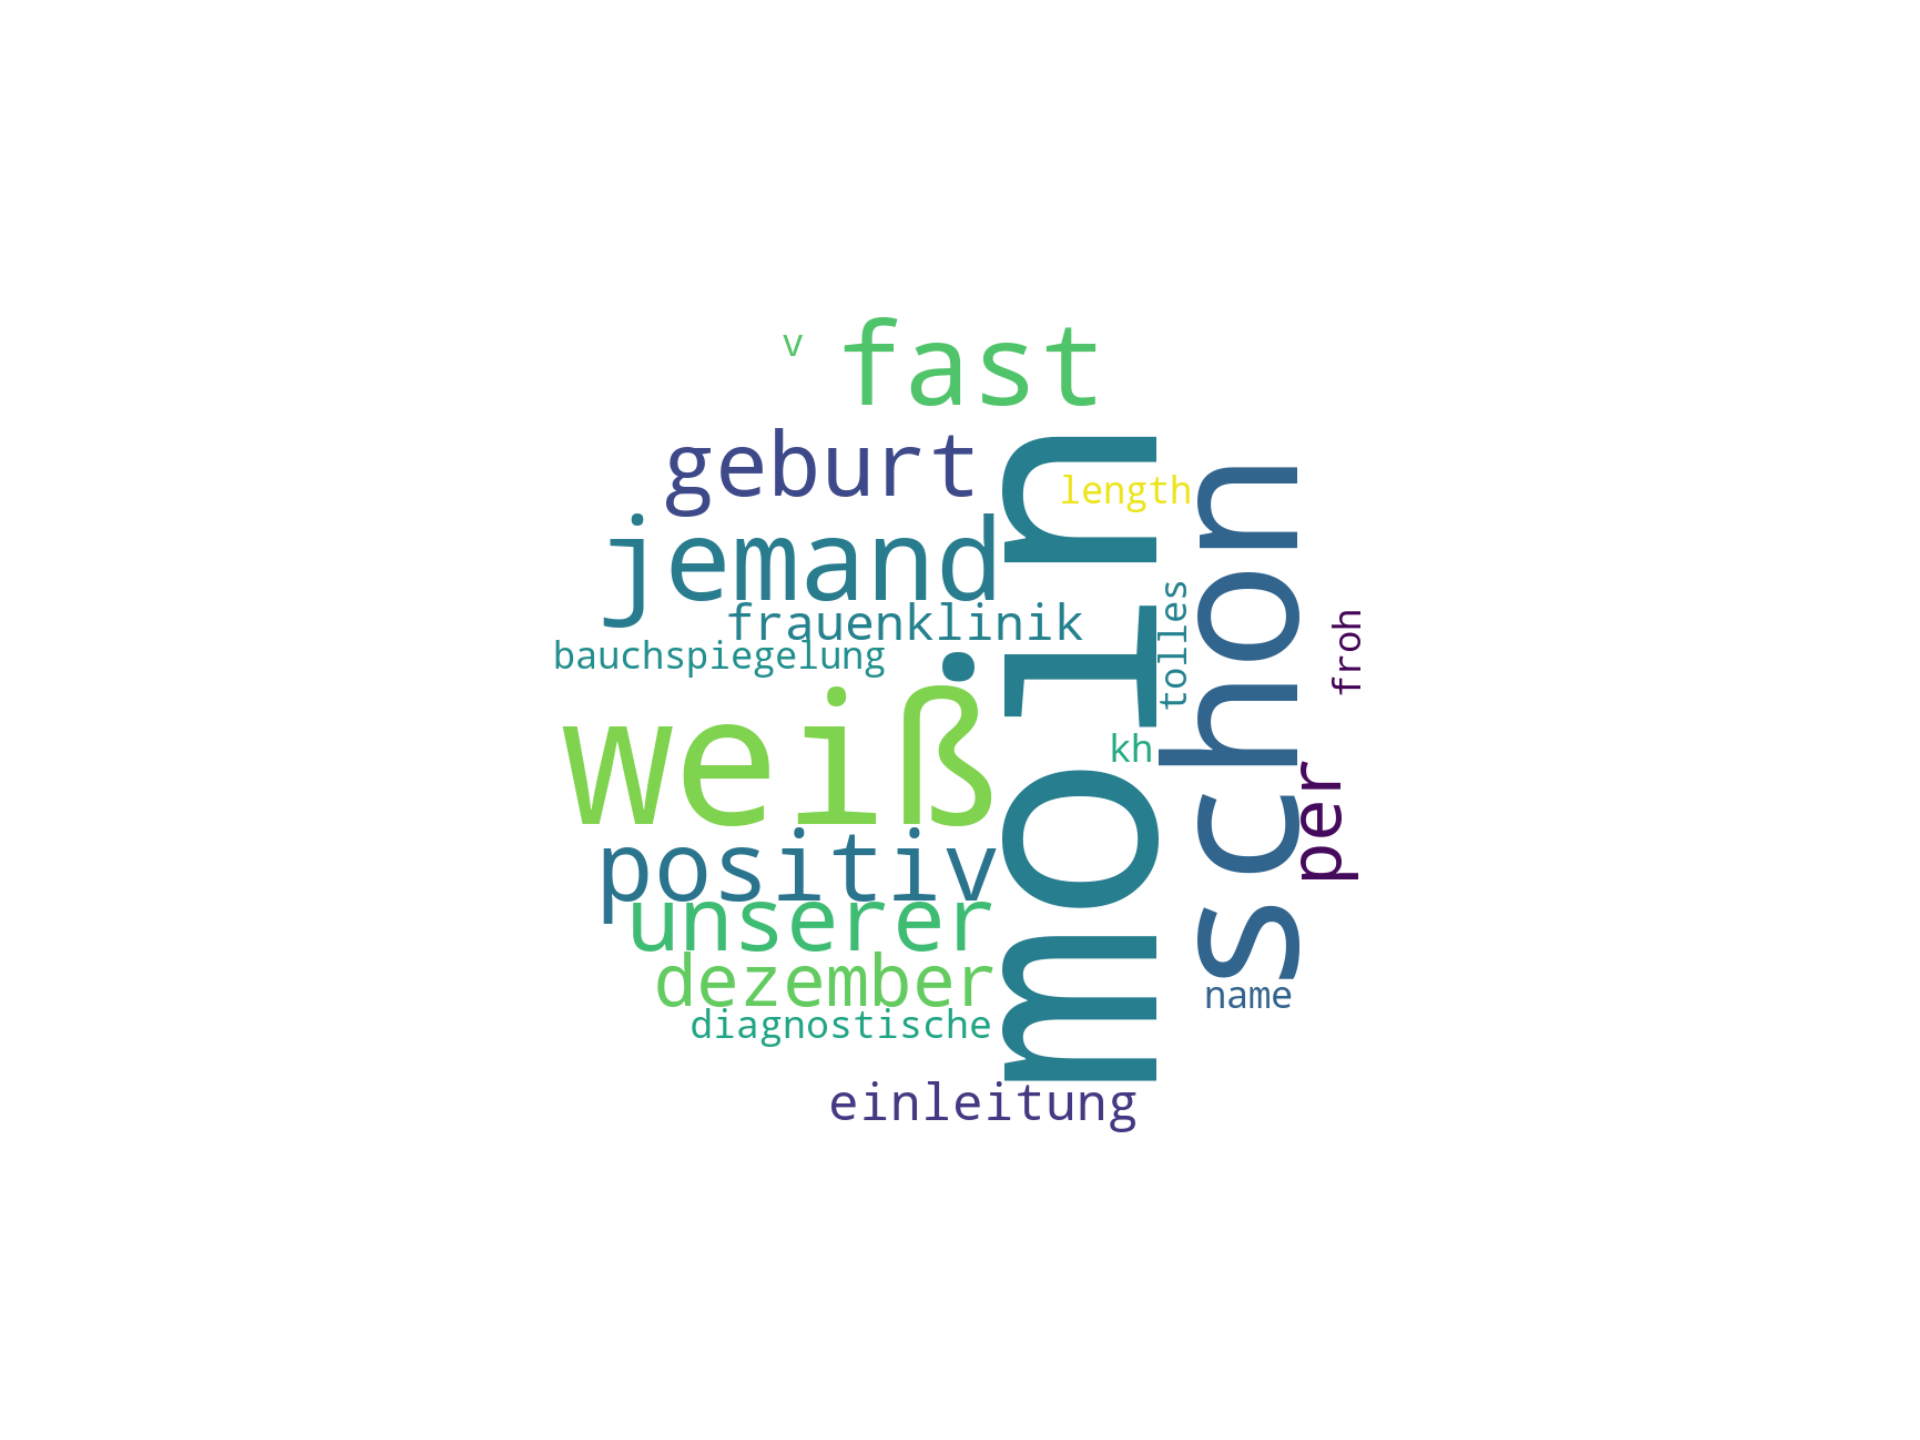 v
fast
geburt
length
jemand
frauenklinik
bauchspiegelung
tolles
froh
moin
schon
weiß
kh
per
positiv
unserer
dezember
name
diagnostische
einleitung